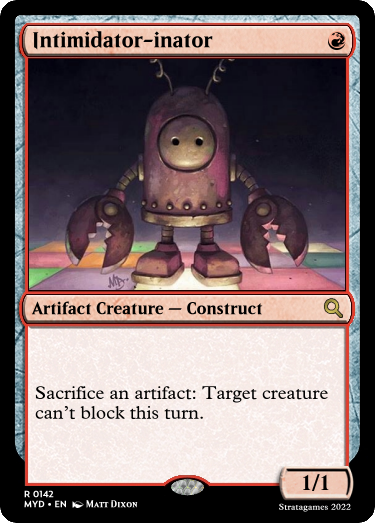 Intimidator-inator
Artifact Creature — Construct
Sacrifice an artifact: Target creature
can't block this turn.
1/1
R 0142
MYD • EN MATT DIXON
Stratagames 2022
MD